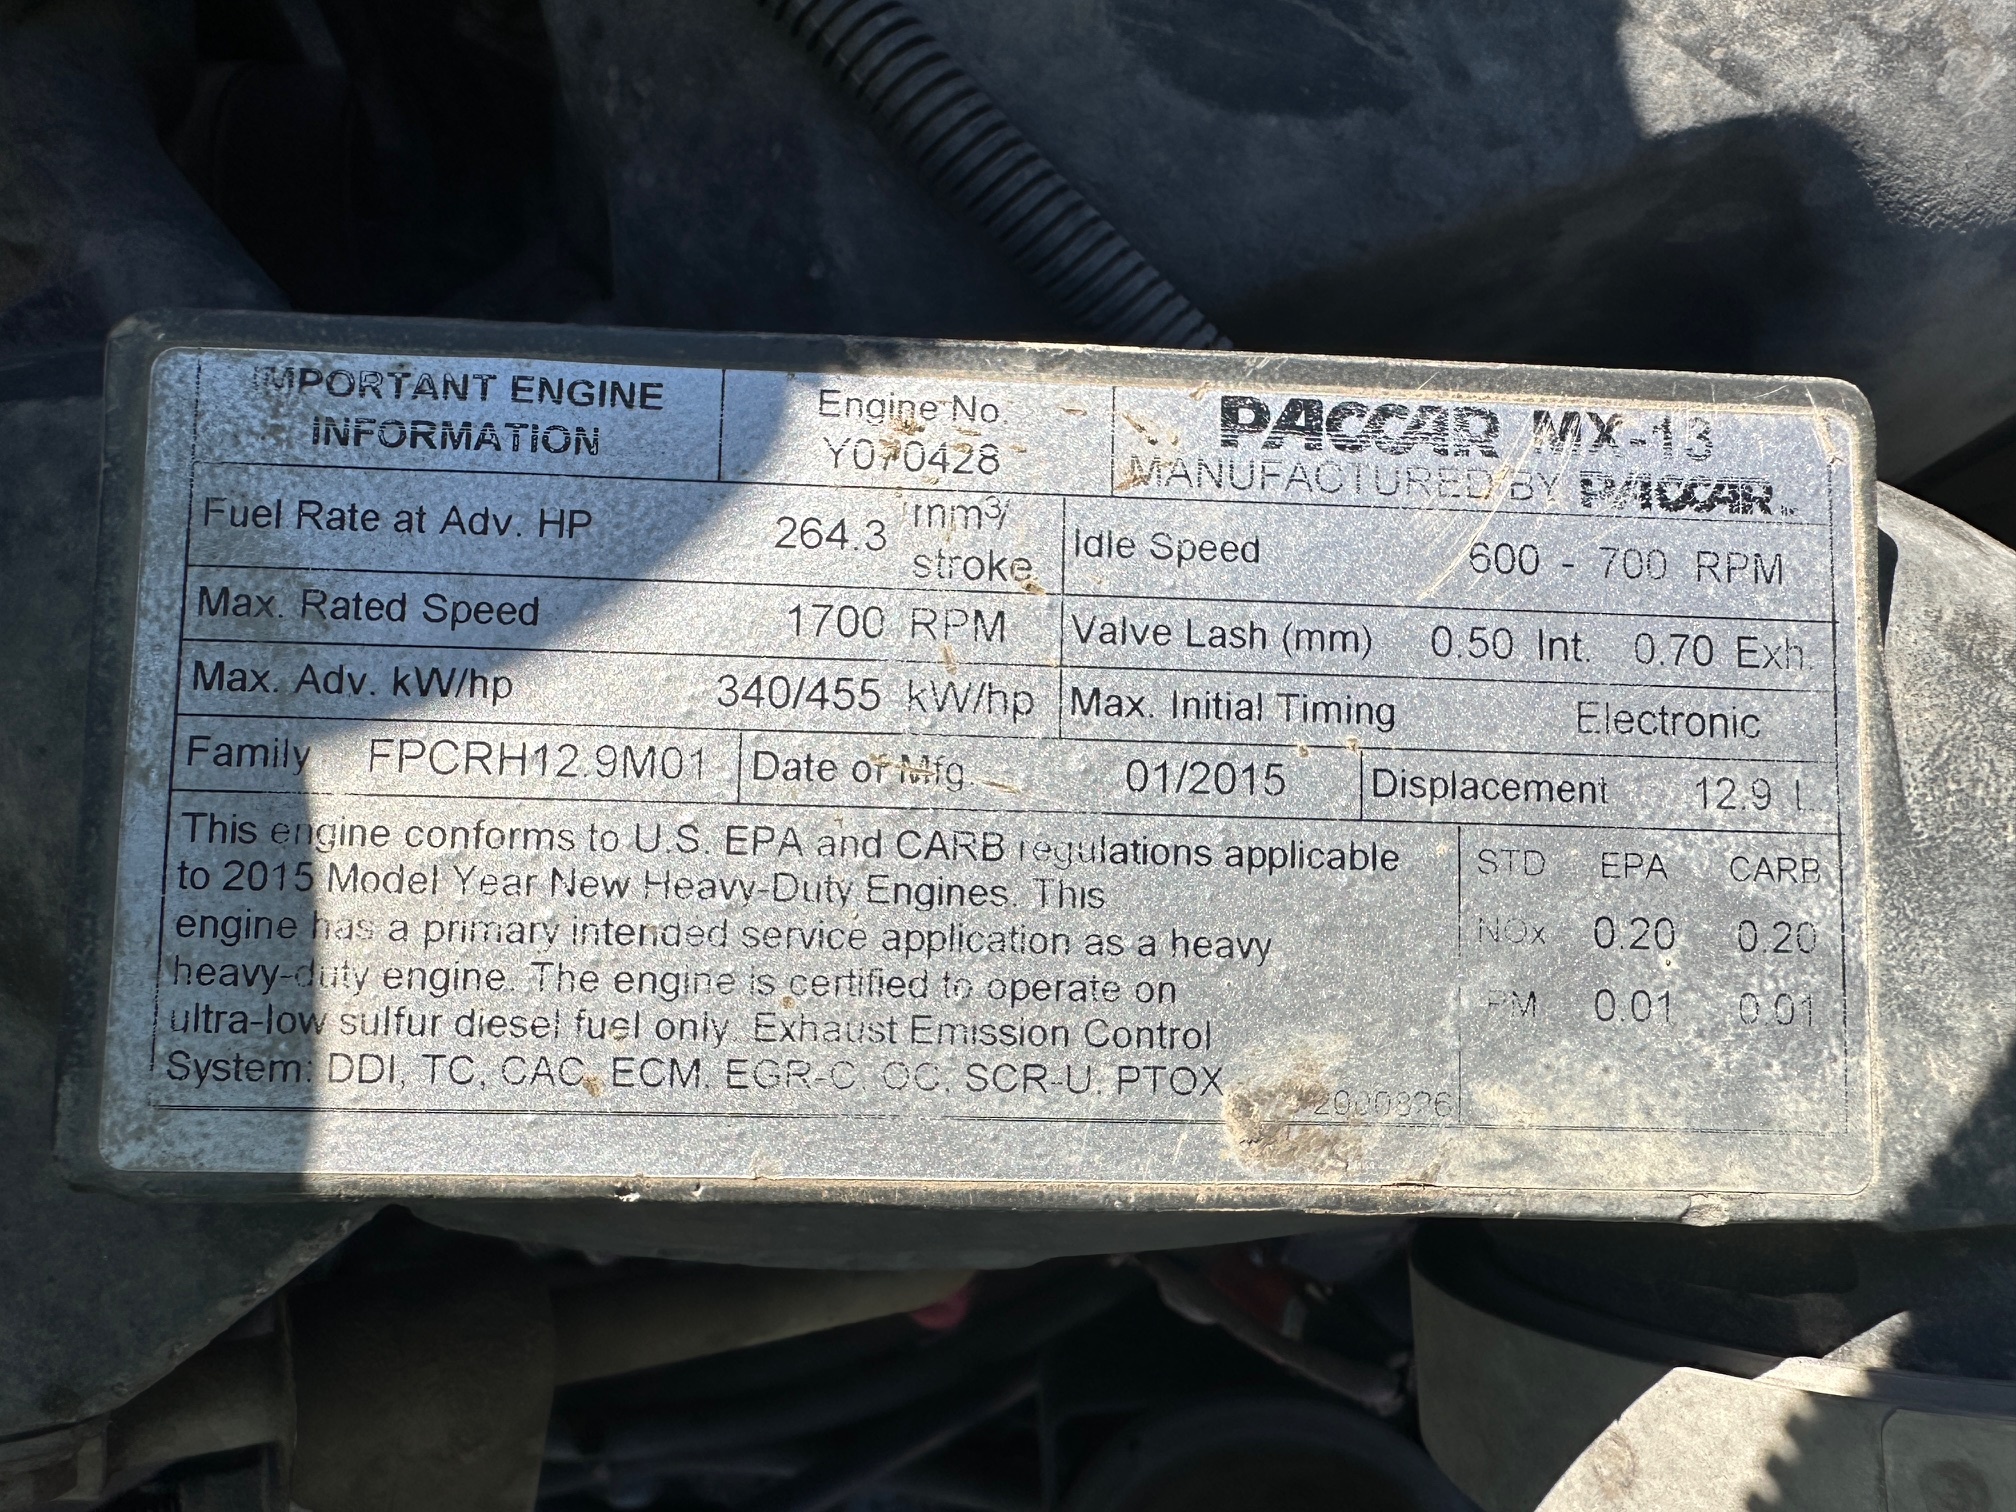 IMPORTANT ENGINE
INFORMATION
Engine No.
Y070428
PACCAR MX-13
MANUFACTURED BY PACCAR
Fuel Rate at Adv. HP 264.3 mm³/
stroke
Idle Speed 600 - 700 RPM
Max. Rated Speed 1700 RPM
Valve Lash (mm) 0.50 Int. 0.70 Exh.
Max. Adv. kW/hp 340/455 kW/hp
Max. Initial Timing Electronic
Family FPCRH12.9M01
Date of Mfg. 01/2015
Displacement 12.9 L
This engine conforms to U.S. EPA and CARB regulations applicable
to 2015 Model Year New Heavy-Duty Engines. This
engine has a primary intended service application as a heavy
heavy-duty engine. The engine is certified to operate on
ultra-low sulfur diesel fuel only. Exhaust Emission Control
System: DDI, TC, CAC, ECM, EGR-C, OC, SCR-U, PTOX
STD EPA CARB
NOx 0.20 0.20
PM 0.01 0.01